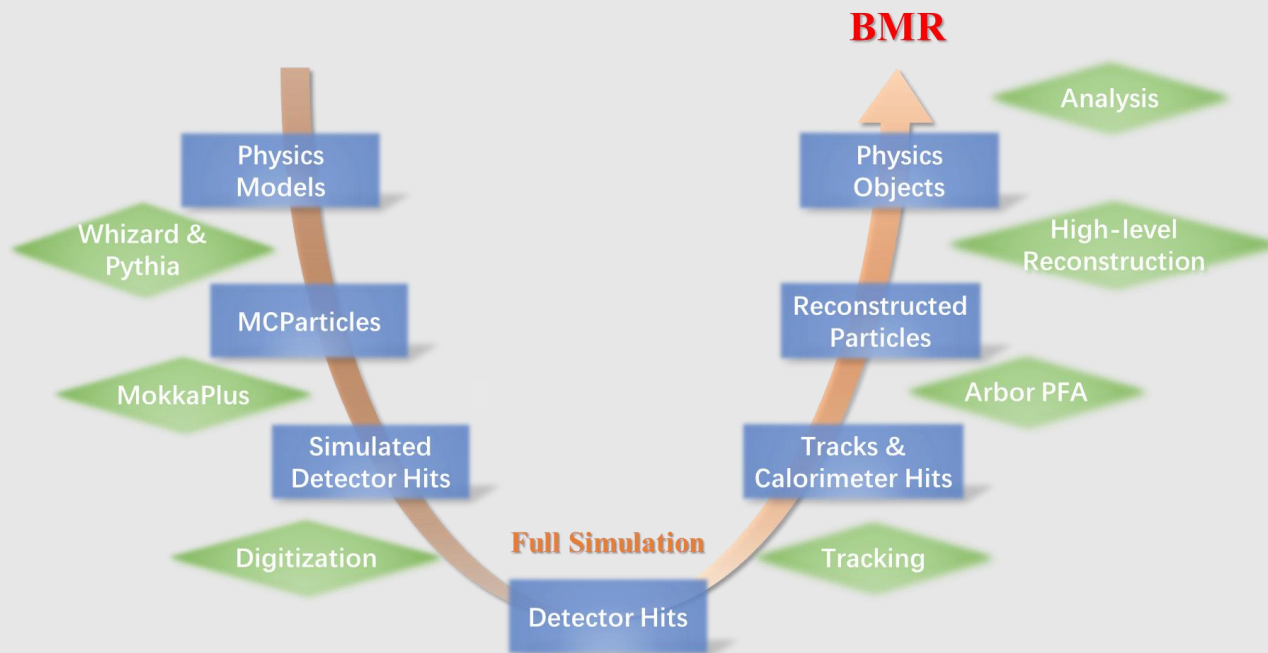 BMR
Analysis
Physics
Models
Physics
Objects
Whizard &
Pythia
High-level
Reconstruction
MCParticles
Reconstructed
Particles
MokkaPlus
Arbor PFA
Simulated
Detector Hits
Tracks &
Calorimeter Hits
Digitization
Full Simulation
Tracking
Detector Hits